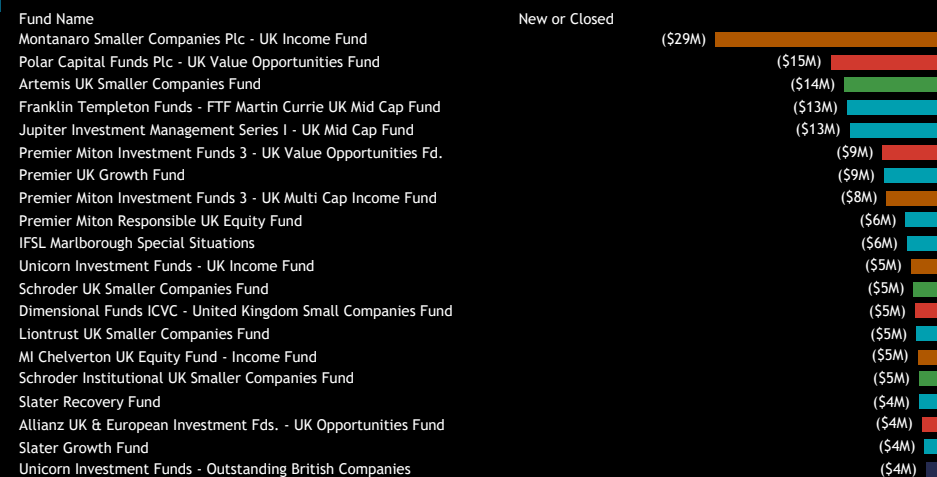 Fund Name New or Closed
Montanaro Smaller Companies Plc - UK Income Fund ($29M)
Polar Capital Funds Plc - UK Value Opportunities Fund ($15M)
Artemis UK Smaller Companies Fund ($14M)
Franklin Templeton Funds - FTF Martin Currie UK Mid Cap Fund ($13M)
Jupiter Investment Management Series I - UK Mid Cap Fund ($13M)
Premier Miton Investment Funds 3 - UK Value Opportunities Fd. ($9M)
Premier UK Growth Fund ($9M)
Premier Miton Investment Funds 3 - UK Multi Cap Income Fund ($8M)
Premier Miton Responsible UK Equity Fund ($6M)
IFSL Marlborough Special Situations ($6M)
Unicorn Investment Funds - UK Income Fund ($5M)
Schroder UK Smaller Companies Fund ($5M)
Dimensional Funds ICVC - United Kingdom Small Companies Fund ($5M)
Liontrust UK Smaller Companies Fund ($5M)
MI Chelverton UK Equity Fund - Income Fund ($5M)
Schroder Institutional UK Smaller Companies Fund ($5M)
Slater Recovery Fund ($4M)
Allianz UK & European Investment Fds. - UK Opportunities Fund ($4M)
Slater Growth Fund ($4M)
Unicorn Investment Funds - Outstanding British Companies ($4M)